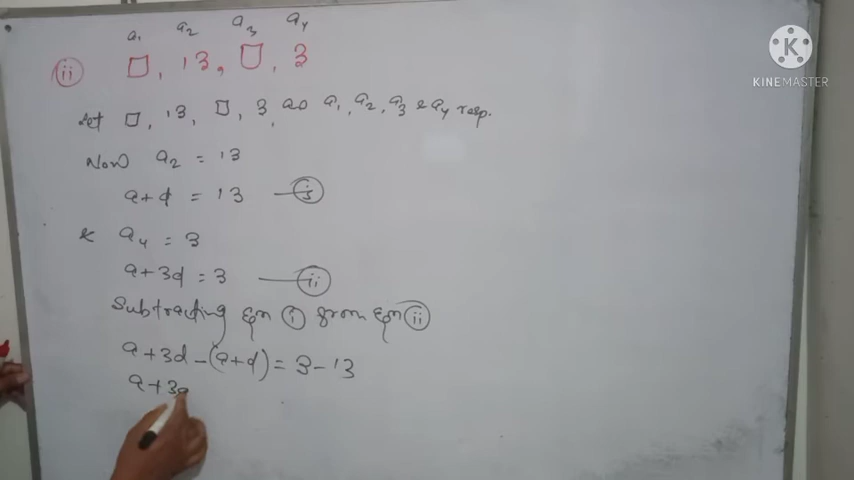 a1 a2 a3 a4
ii □, 13, □, 3
Let □, 13, □, 3, as a1, a2, a3 & a4 resp.
Now a2 = 13
a+d = 13 — i
& a4 = 3
a+3d = 3 — ii
Subtracting Eqn i from Eqn ii
a+3d-(a+d) = 3-13
a+3d
K
KINEMASTER